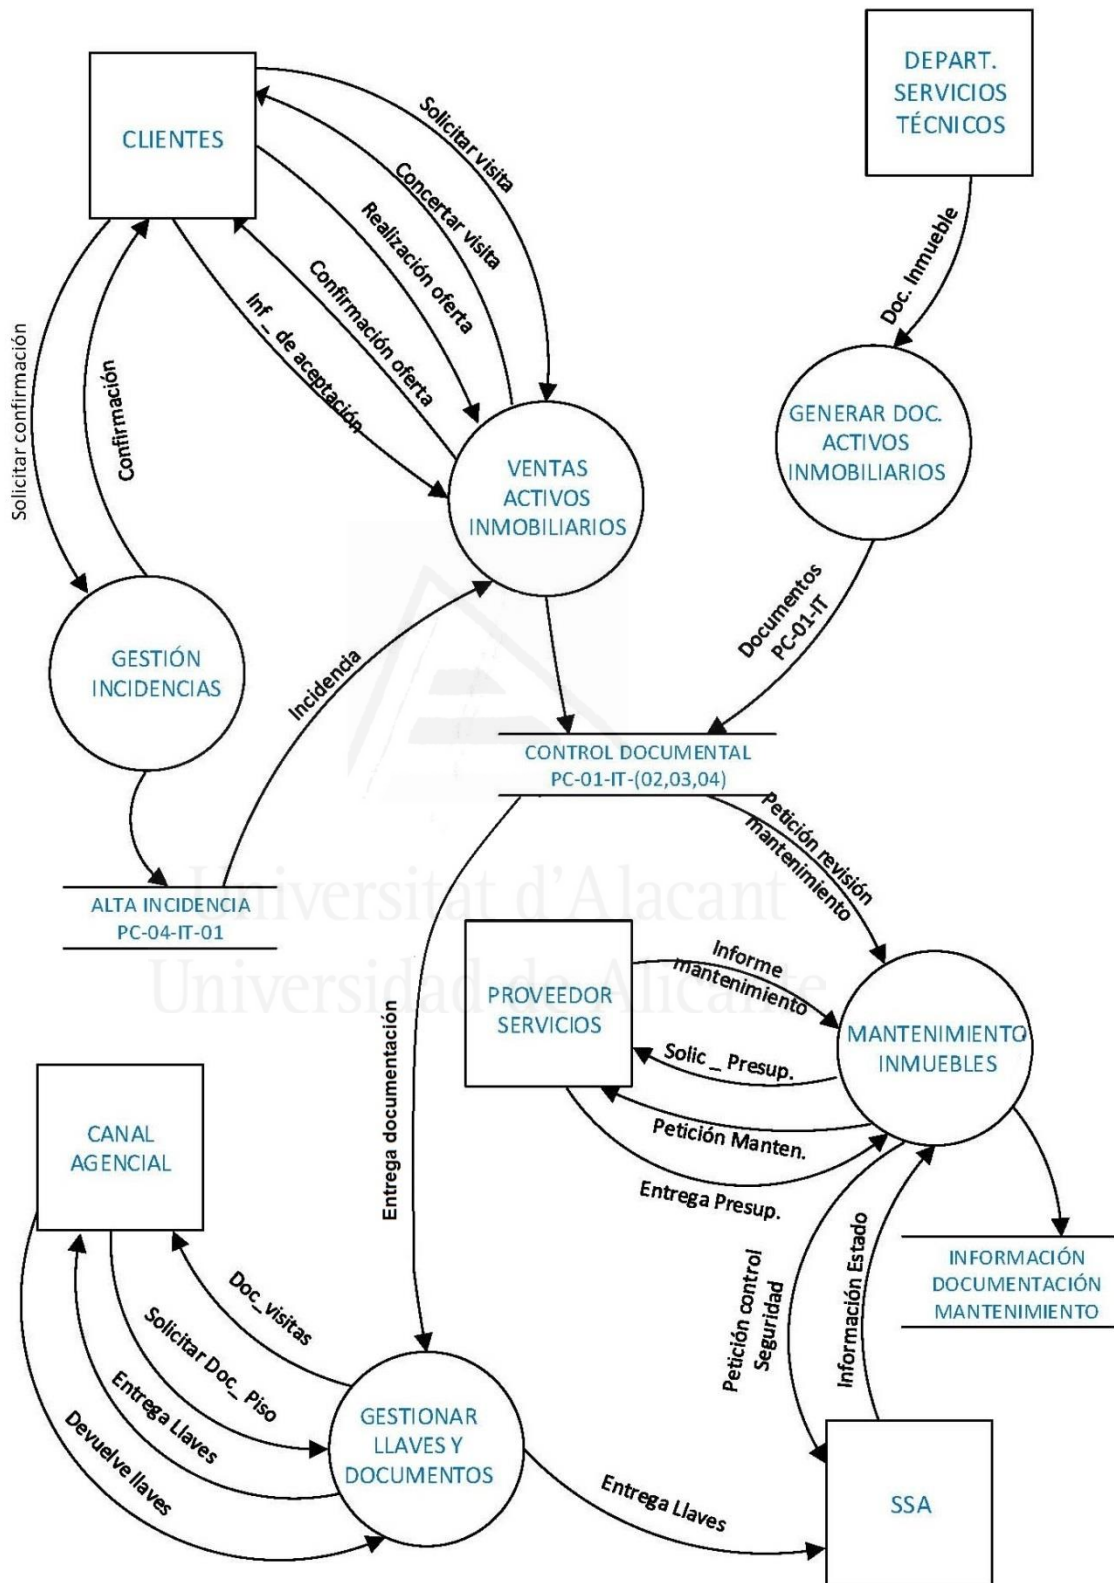 DEPART.
SERVICIOS
TÉCNICOS
CLIENTES
Solicitar visita
Concertar visita
Realización oferta
Confirmación oferta
Inf_ de aceptación
Doc. Inmueble
Solicitar confirmación
Confirmación
GENERAR DOC.
ACTIVOS
INMOBILIARIOS
VENTAS
ACTIVOS
INMOBILIARIOS
GESTIÓN
INCIDENCIAS
Incidencia
Documentos
PC-01-IT
CONTROL DOCUMENTAL
PC-01-IT-(02,03,04)
Petición revisión
mantenimiento
Universitat d'Alacant
Universidad de Alicante
ALTA INCIDENCIA
PC-04-IT-01
Entrega documentación
PROVEEDOR
SERVICIOS
Informe
mantenimiento
Solic_ Presup.
Petición Manten.
Entrega Presup.
MANTENIMIENTO
INMUEBLES
CANAL
AGENCIAL
Petición control
Seguridad
Información Estado
INFORMACIÓN
DOCUMENTACIÓN
MANTENIMIENTO
Doc_visitas
Solicitar Doc_ Piso
Entrega Llaves
Devuelve llaves
GESTIONAR
LLAVES Y
DOCUMENTOS
Entrega Llaves
SSA